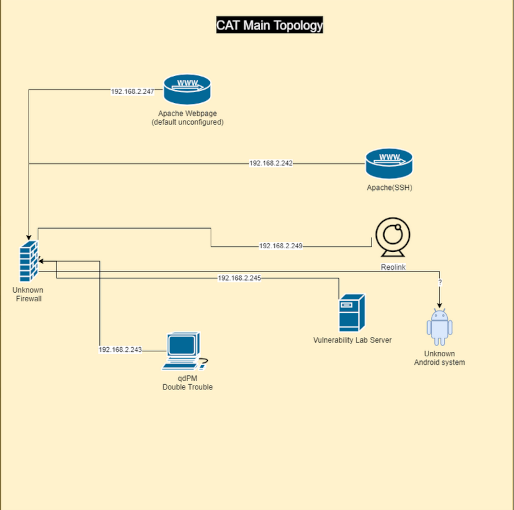 CAT Main Topology
WWW
192.168.2.247
Apache Webpage
(default unconfigured)
WWW
192.168.2.242
Apache(SSH)
192.168.2.249
Reolink
192.168.2.245
?
Unknown
Firewall
Vulnerability Lab Server
Unknown
Android system
192.168.2.243
?
qdPM
Double Trouble